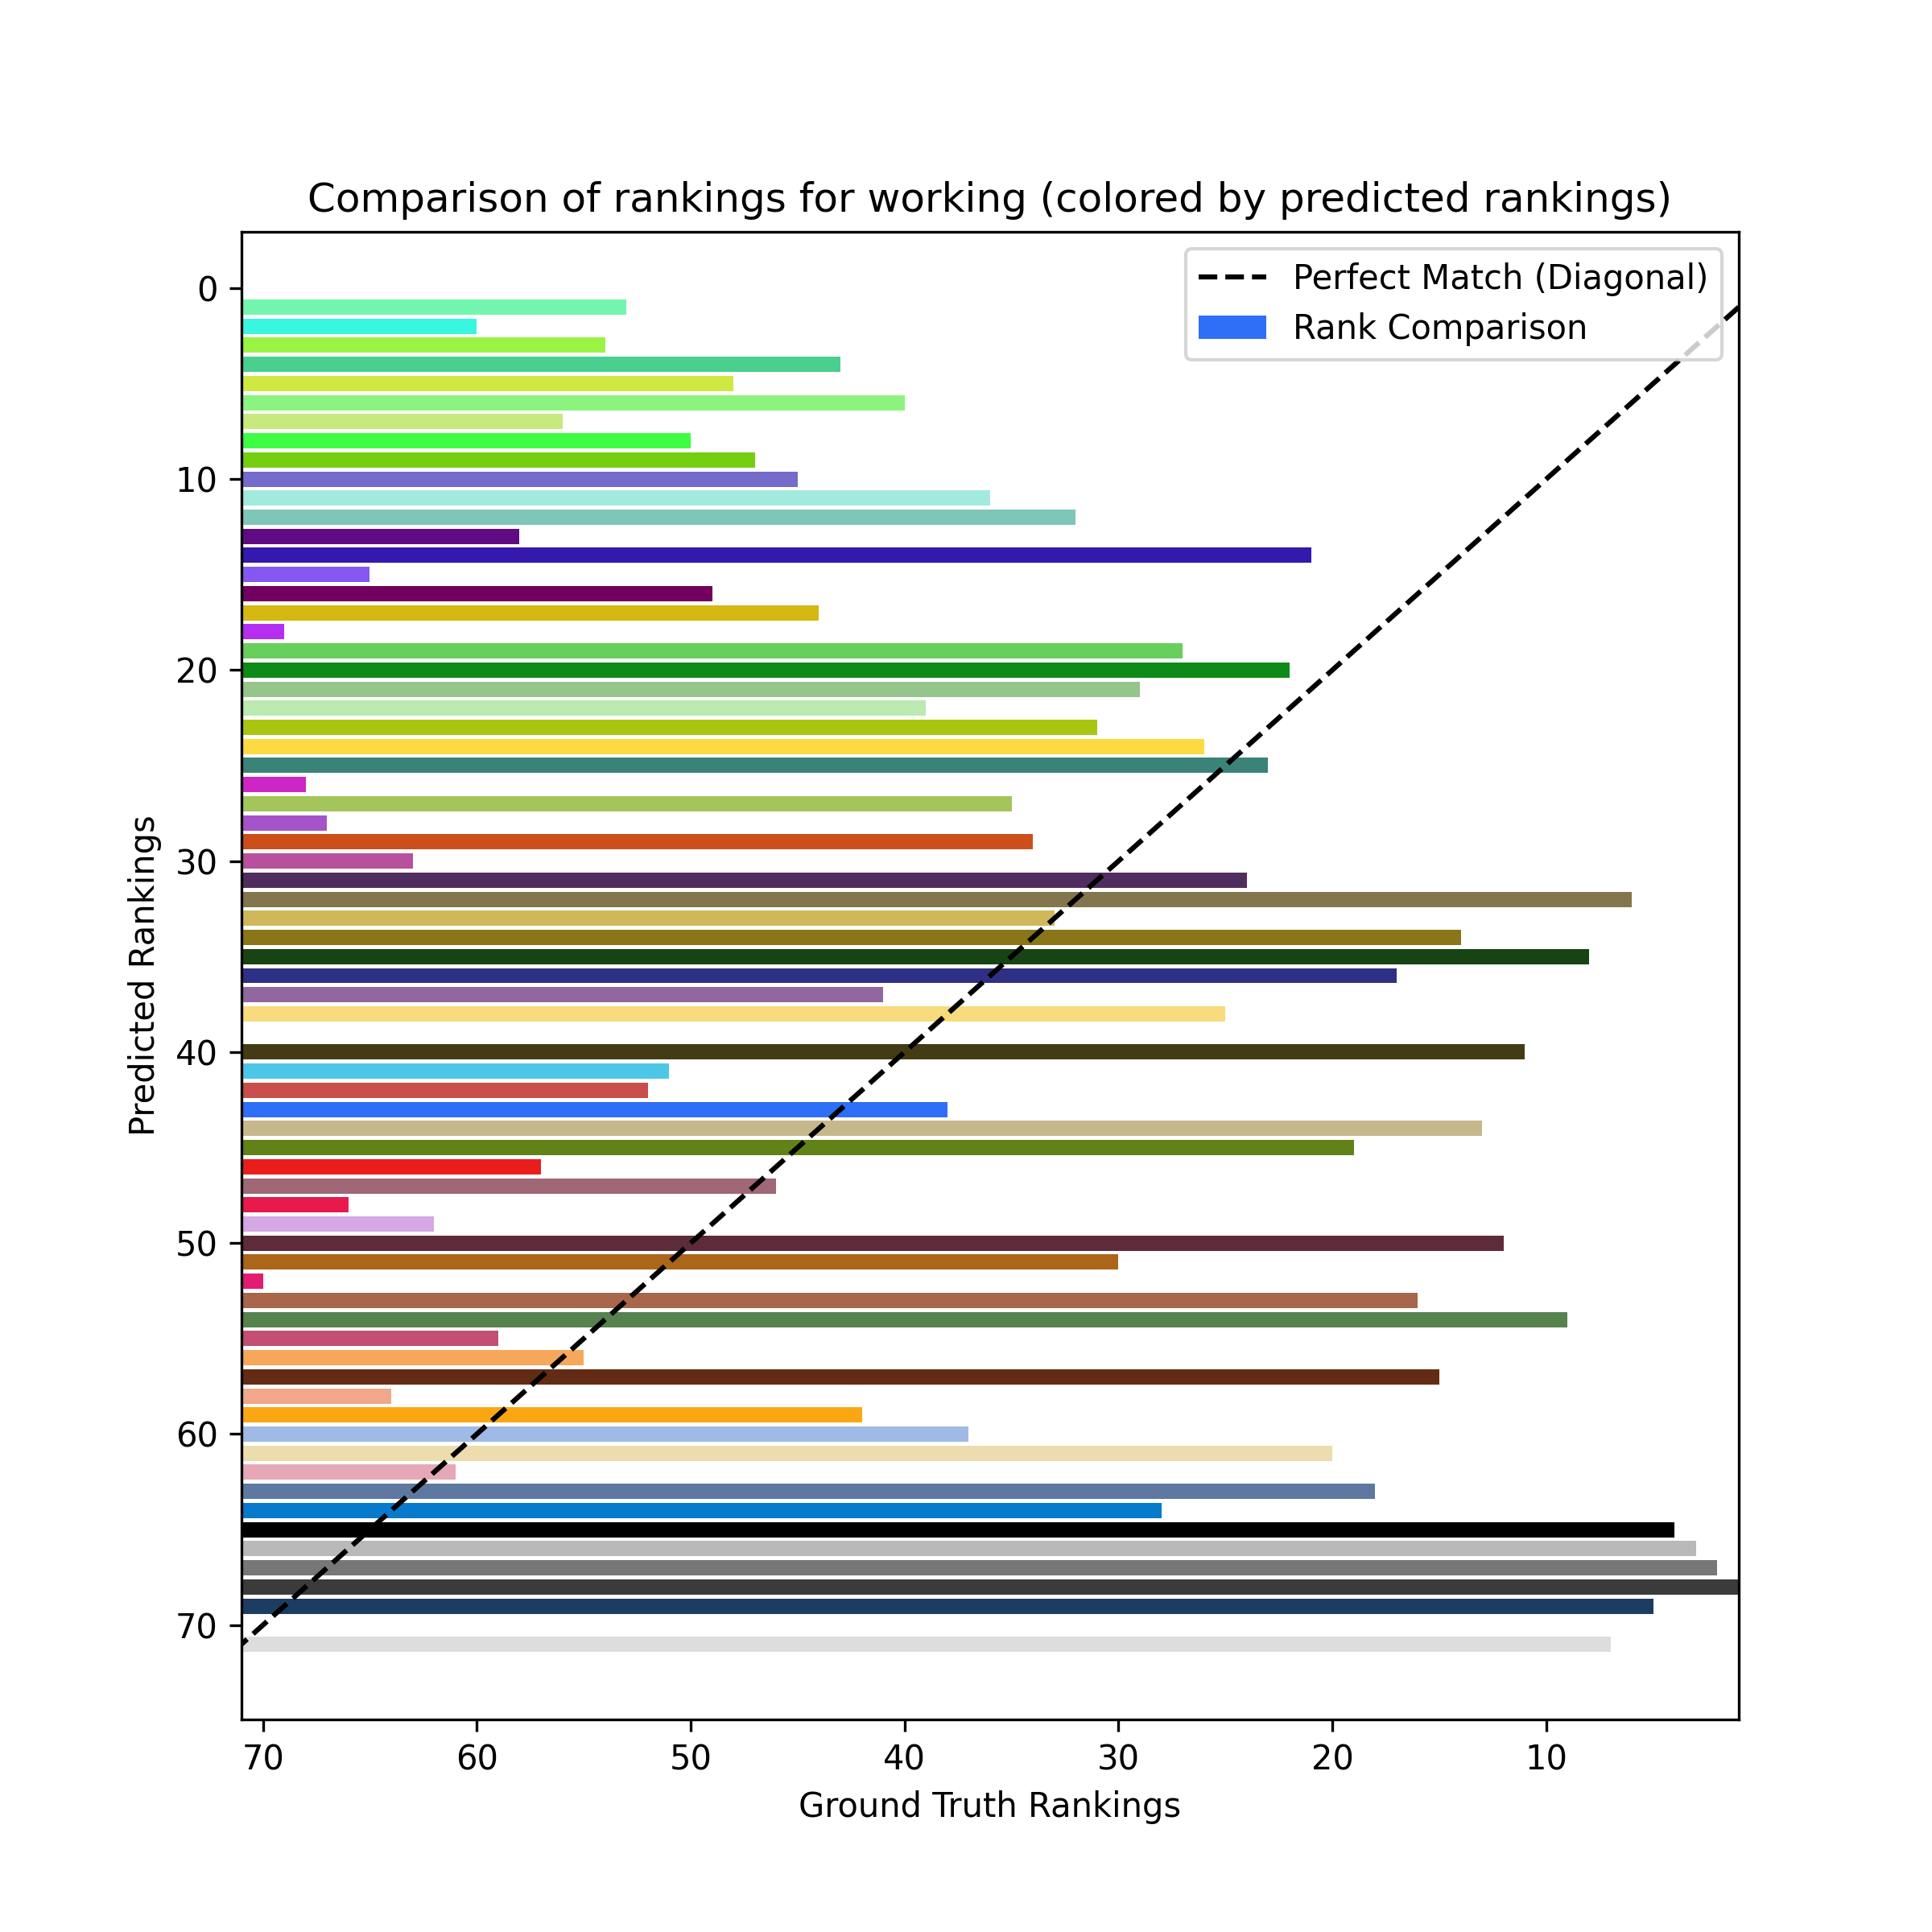 Comparison of rankings for working (colored by predicted rankings)
Perfect Match (Diagonal)
Rank Comparison
0
10
20
30
40
50
60
70
Predicted Rankings
70 60 50 40 30 20 10
Ground Truth Rankings